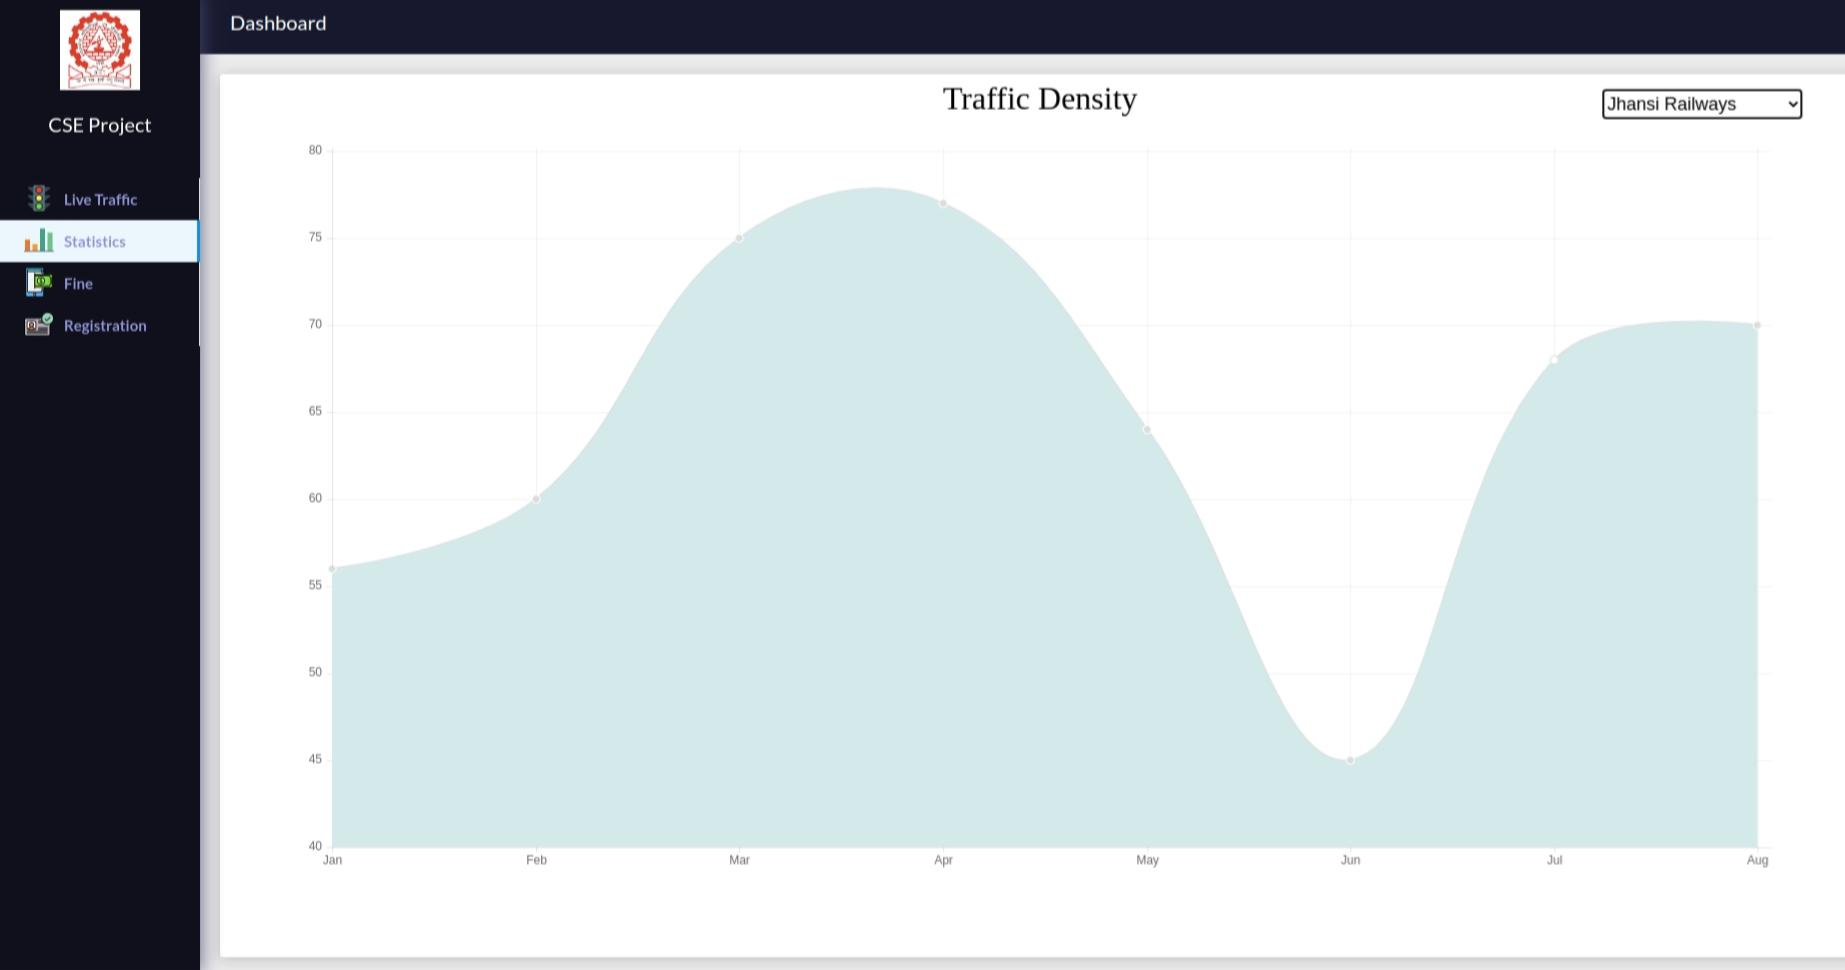 Dashboard
CSE Project
Live Traffic
Statistics
Fine
Registration
Traffic Density
Jhansi Railways
80
75
70
65
60
55
50
45
40
Jan Feb Mar Apr May Jun Jul Aug